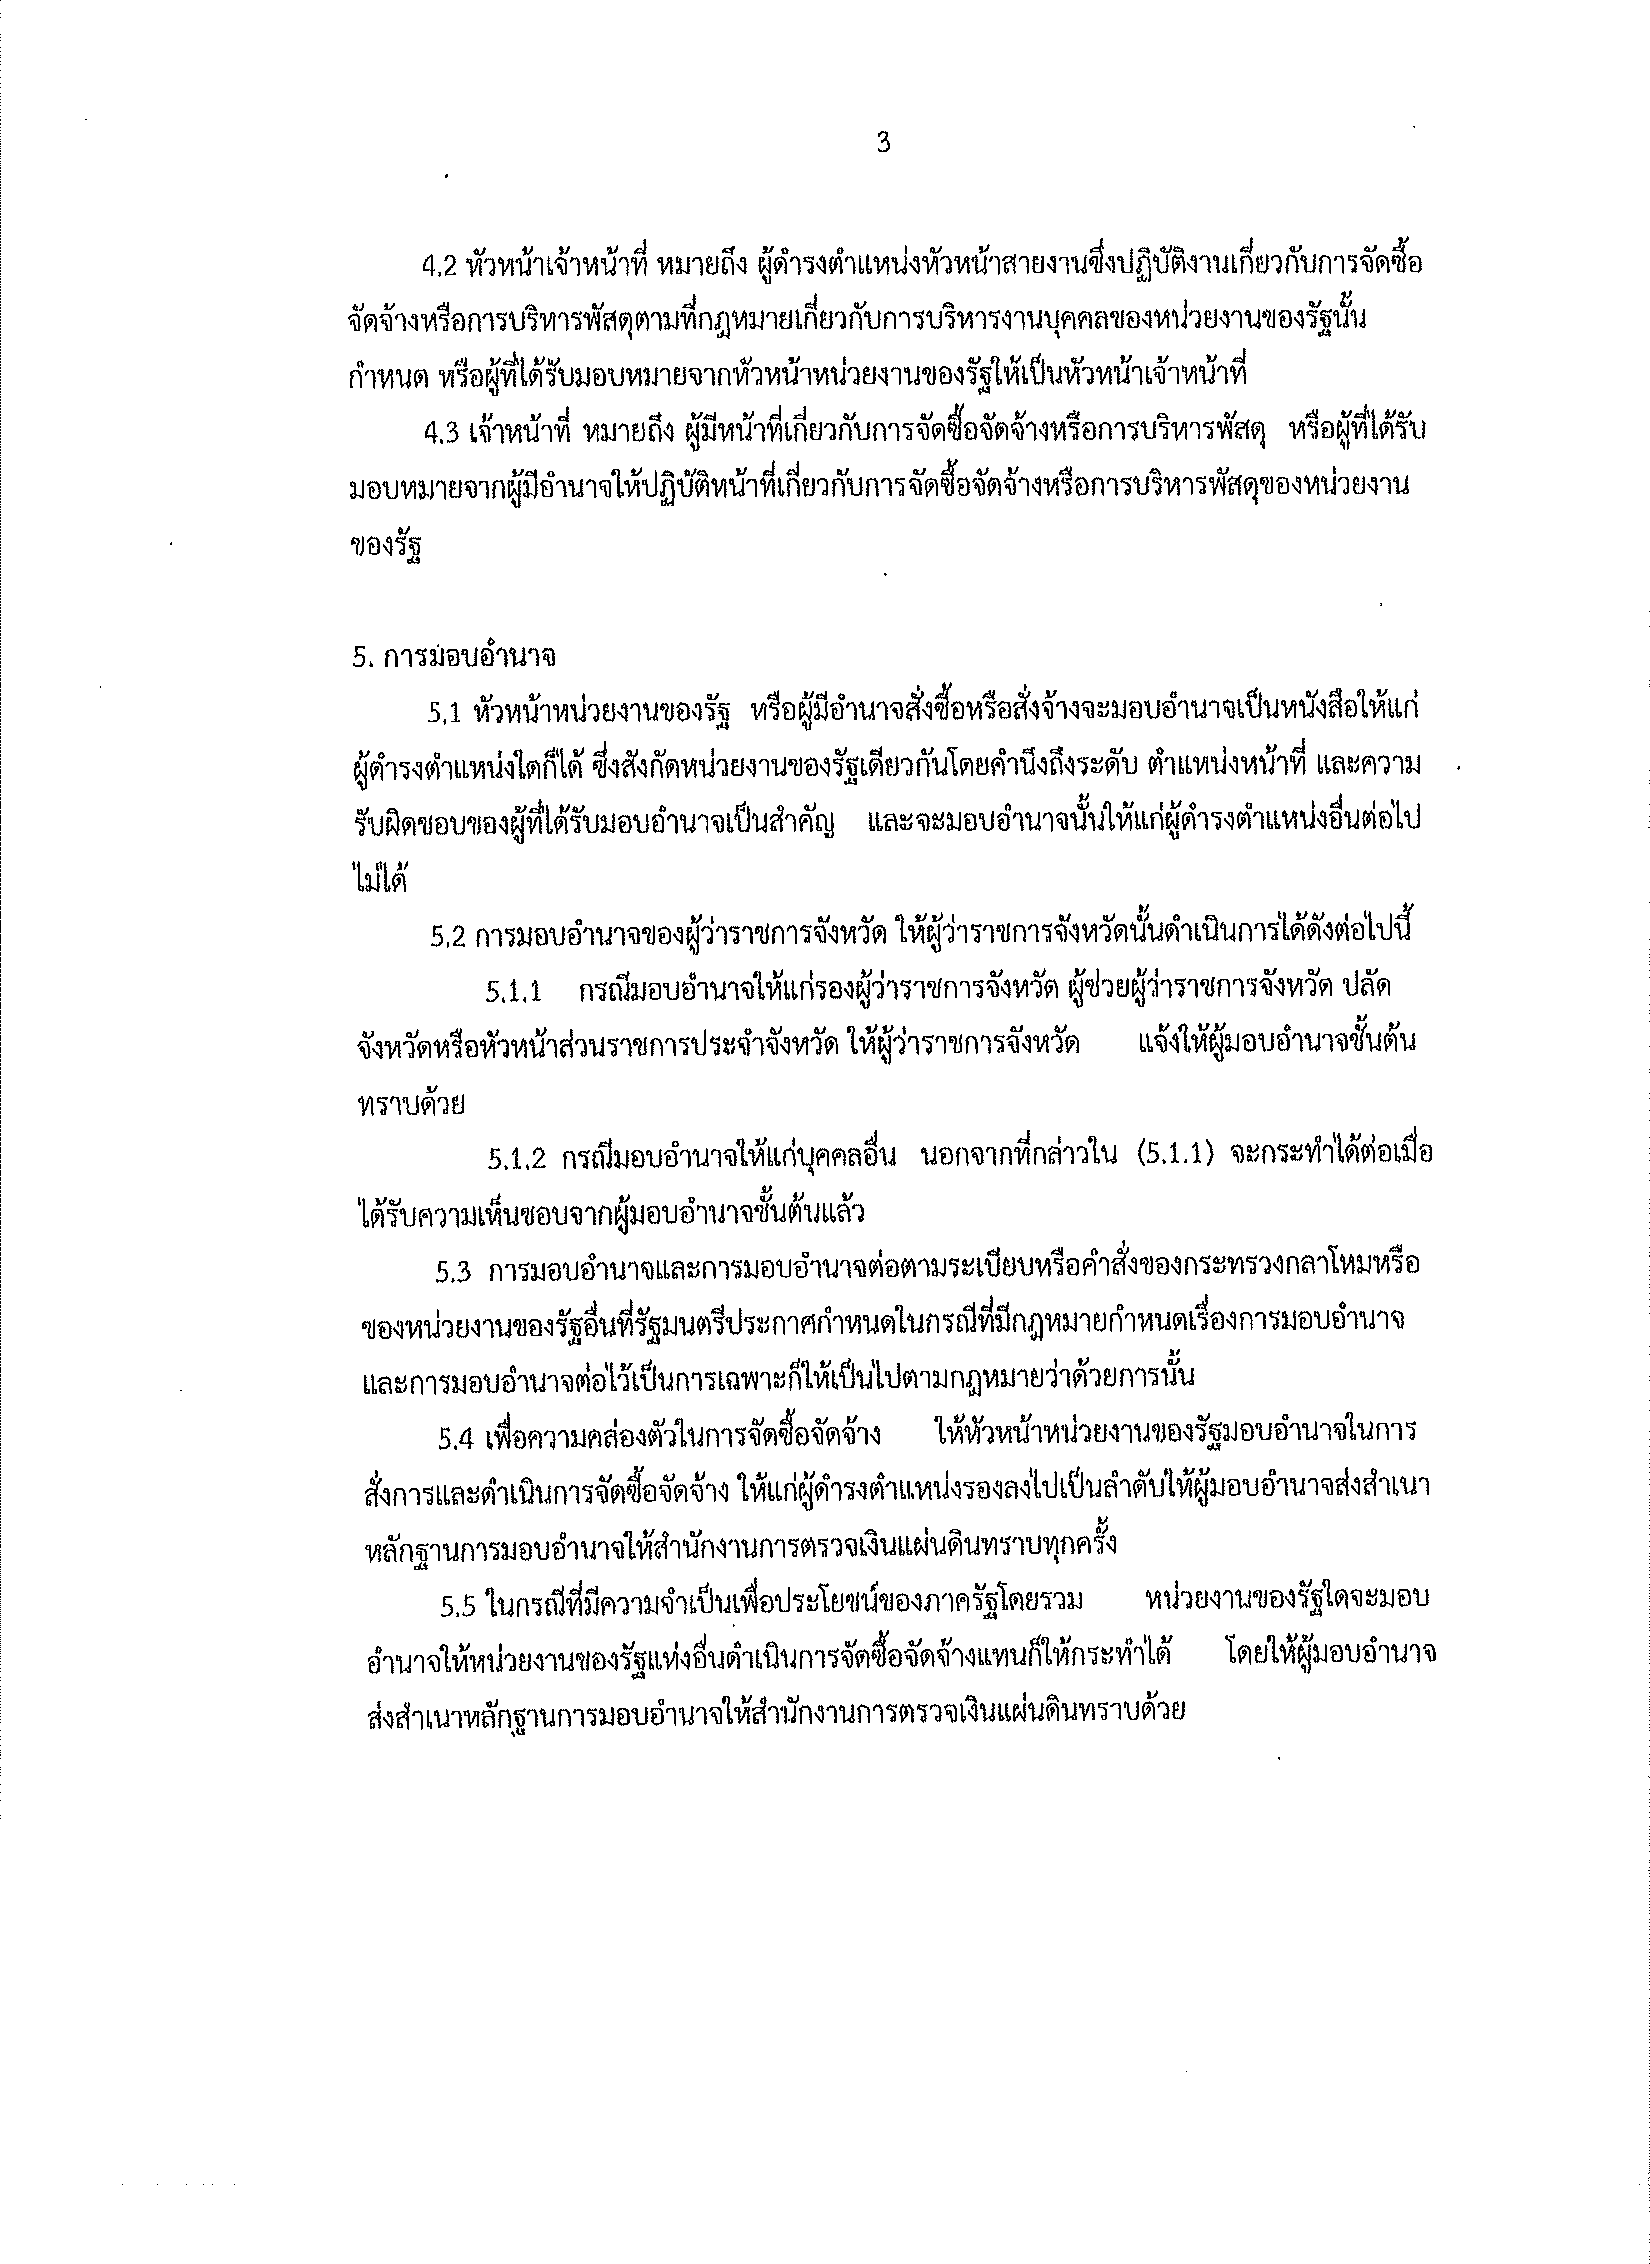 3
4.2 หัวหน้าเจ้าหน้าที่ หมายถึง ผู้ดำรงตำแหน่งหัวหน้าสายงานซึ่งปฏิบัติงานเกี่ยวกับการจัดซื้อ
จัดจ้างหรือการบริหารพัสดุตามที่กฎหมายเกี่ยวกับการบริหารงานบุคคลของหน่วยงานของรัฐนั้น
กำหนด หรือผู้ที่ได้รับมอบหมายจากหัวหน้าหน่วยงานของรัฐให้เป็นหัวหน้าเจ้าหน้าที่
4.3 เจ้าหน้าที่ หมายถึง ผู้มีหน้าที่เกี่ยวกับการจัดซื้อจัดจ้างหรือการบริหารพัสดุ หรือผู้ที่ได้รับ
มอบหมายจากผู้มีอำนาจให้ปฏิบัติหน้าที่เกี่ยวกับการจัดซื้อจัดจ้างหรือการบริหารพัสดุของหน่วยงาน
ของรัฐ
5. การมอบอำนาจ
5.1 หัวหน้าหน่วยงานของรัฐ หรือผู้มีอำนาจสั่งซื้อหรือสั่งจ้างจะมอบอำนาจเป็นหนังสือให้แก่
ผู้ดำรงตำแหน่งใดก็ได้ ซึ่งสังกัดหน่วยงานของรัฐเดียวกันโดยคำนึงถึงระดับ ตำแหน่งหน้าที่ และความ
รับผิดชอบของผู้ที่ได้รับมอบอำนาจเป็นสำคัญ และจะมอบอำนาจนั้นให้แก่ผู้ดำรงตำแหน่งอื่นต่อไป
ไม่ได้
5.2 การมอบอำนาจของผู้ว่าราชการจังหวัด ให้ผู้ว่าราชการจังหวัดนั้นดำเนินการได้ดังต่อไปนี้
5.1.1 กรณีมอบอำนาจให้แก่รองผู้ว่าราชการจังหวัด ผู้ช่วยผู้ว่าราชการจังหวัด ปลัด
จังหวัดหรือหัวหน้าส่วนราชการประจำจังหวัด ให้ผู้ว่าราชการจังหวัด แจ้งให้ผู้มอบอำนาจชั้นต้น
ทราบด้วย
5.1.2 กรณีมอบอำนาจให้แก่บุคคลอื่น นอกจากที่กล่าวใน (5.1.1) จะกระทำได้ต่อเมื่อ
ได้รับความเห็นชอบจากผู้มอบอำนาจชั้นต้นแล้ว
5.3 การมอบอำนาจและการมอบอำนาจต่อตามระเบียบหรือคำสั่งของกระทรวงกลาโหมหรือ
ของหน่วยงานของรัฐอื่นที่รัฐมนตรีประกาศกำหนดในกรณีที่มีกฎหมายกำหนดเรื่องการมอบอำนาจ
และการมอบอำนาจต่อไว้เป็นการเฉพาะก็ให้เป็นไปตามกฎหมายว่าด้วยการนั้น
5.4 เพื่อความคล่องตัวในการจัดซื้อจัดจ้าง ให้หัวหน้าหน่วยงานของรัฐมอบอำนาจในการ
สั่งการและดำเนินการจัดซื้อจัดจ้าง ให้แก่ผู้ดำรงตำแหน่งรองลงไปเป็นลำดับให้ผู้มอบอำนาจส่งสำเนา
หลักฐานการมอบอำนาจให้สำนักงานการตรวจเงินแผ่นดินทราบทุกครั้ง
5.5 ในกรณีที่มีความจำเป็นเพื่อประโยชน์ของภาครัฐโดยรวม หน่วยงานของรัฐใดจะมอบ
อำนาจให้หน่วยงานของรัฐแห่งอื่นดำเนินการจัดซื้อจัดจ้างแทนก็ให้กระทำได้ โดยให้ผู้มอบอำนาจ
ส่งสำเนาหลักฐานการมอบอำนาจให้สำนักงานการตรวจเงินแผ่นดินทราบด้วย